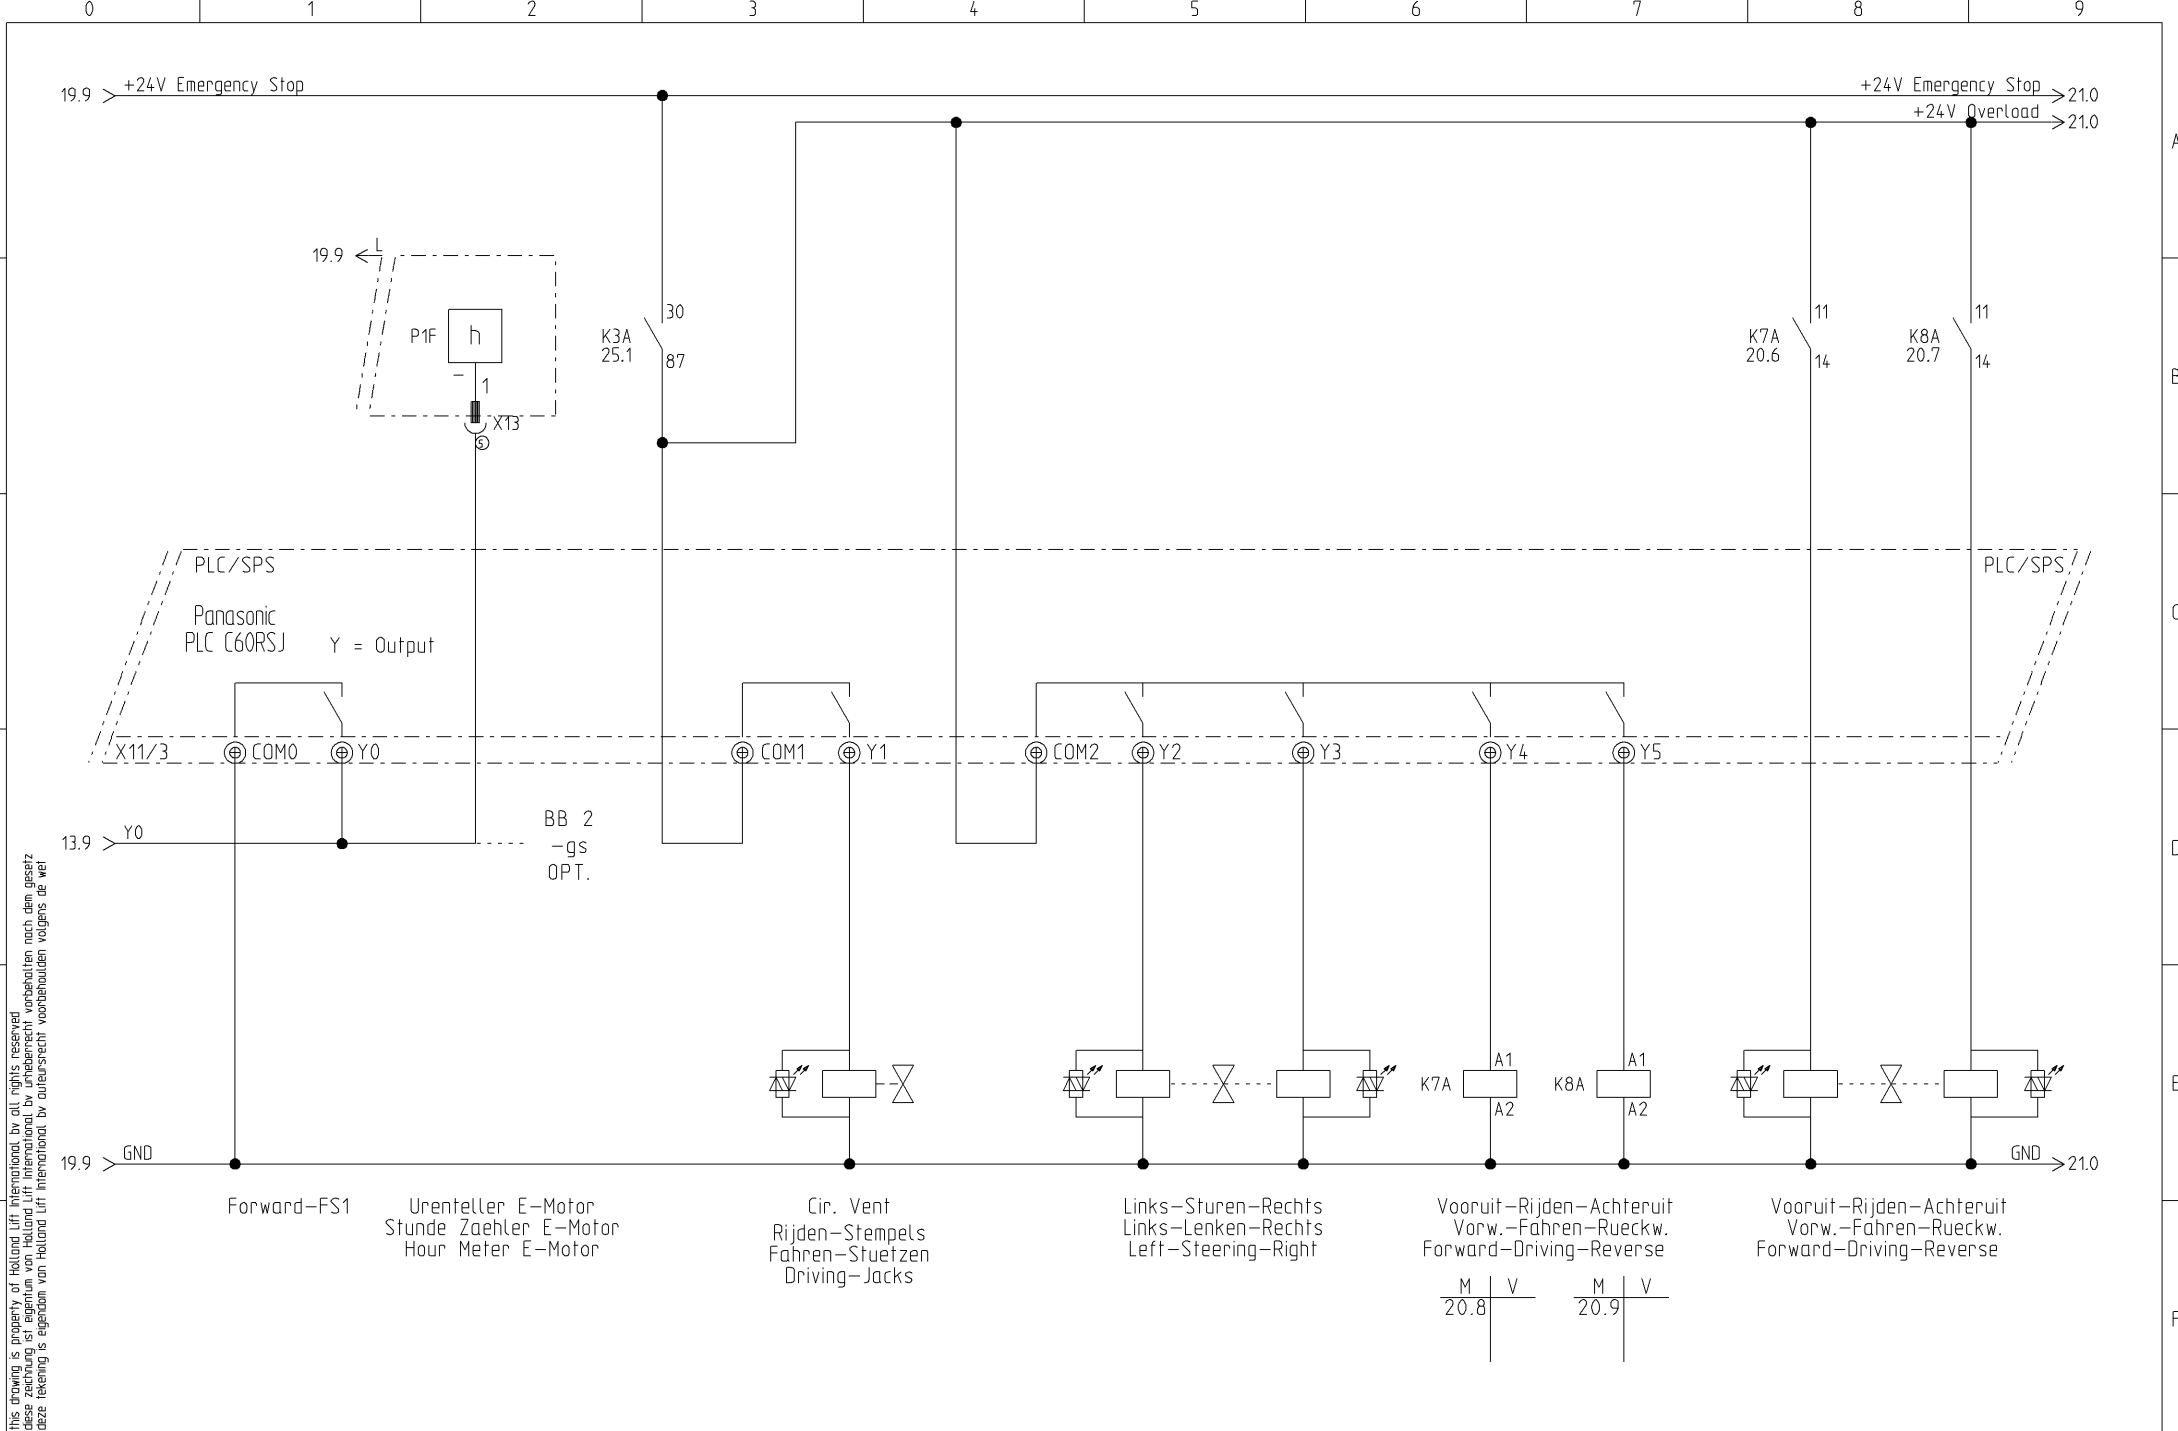 0 1 2 3 4 5 6 7 8 9
19.9 +24V Emergency Stop
+24V Emergency Stop 21.0
+24V Overload 21.0
A
19.9 L
P1F h
- 1
X13
5
K3A
25.1
30
87
K7A
20.6
11
14
K8A
20.7
11
14
B
PLC/SPS
PLC/SPS
Panasonic
PLC C60RSJ
Y = Output
C
X11/3 COM0 Y0 COM1 Y1 COM2 Y2 Y3 Y4 Y5
13.9 Y0
BB 2
-gs
OPT.
D
K7A
A1
A2
K8A
A1
A2
E
19.9 GND
GND 21.0
Forward-FS1
Urenteller E-Motor
Stunde Zaehler E-Motor
Hour Meter E-Motor
Cir. Vent
Rijden-Stempels
Fahren-Stuetzen
Driving-Jacks
Links-Sturen-Rechts
Links-Lenken-Rechts
Left-Steering-Right
Vooruit-Rijden-Achteruit
Vorw.-Fahren-Rueckw.
Forward-Driving-Reverse
Vooruit-Rijden-Achteruit
Vorw.-Fahren-Rueckw.
Forward-Driving-Reverse
M V
20.8
M V
20.9
F
this drawing is property of Holland Lift International bv all rights reserved
diese zeichnung ist eigentum von Holland Lift International bv urheberrecht vorbehalten nach dem gesetz
deze tekening is eigendom van Holland Lift International bv auteursrecht voorbehoulden volgens de wet